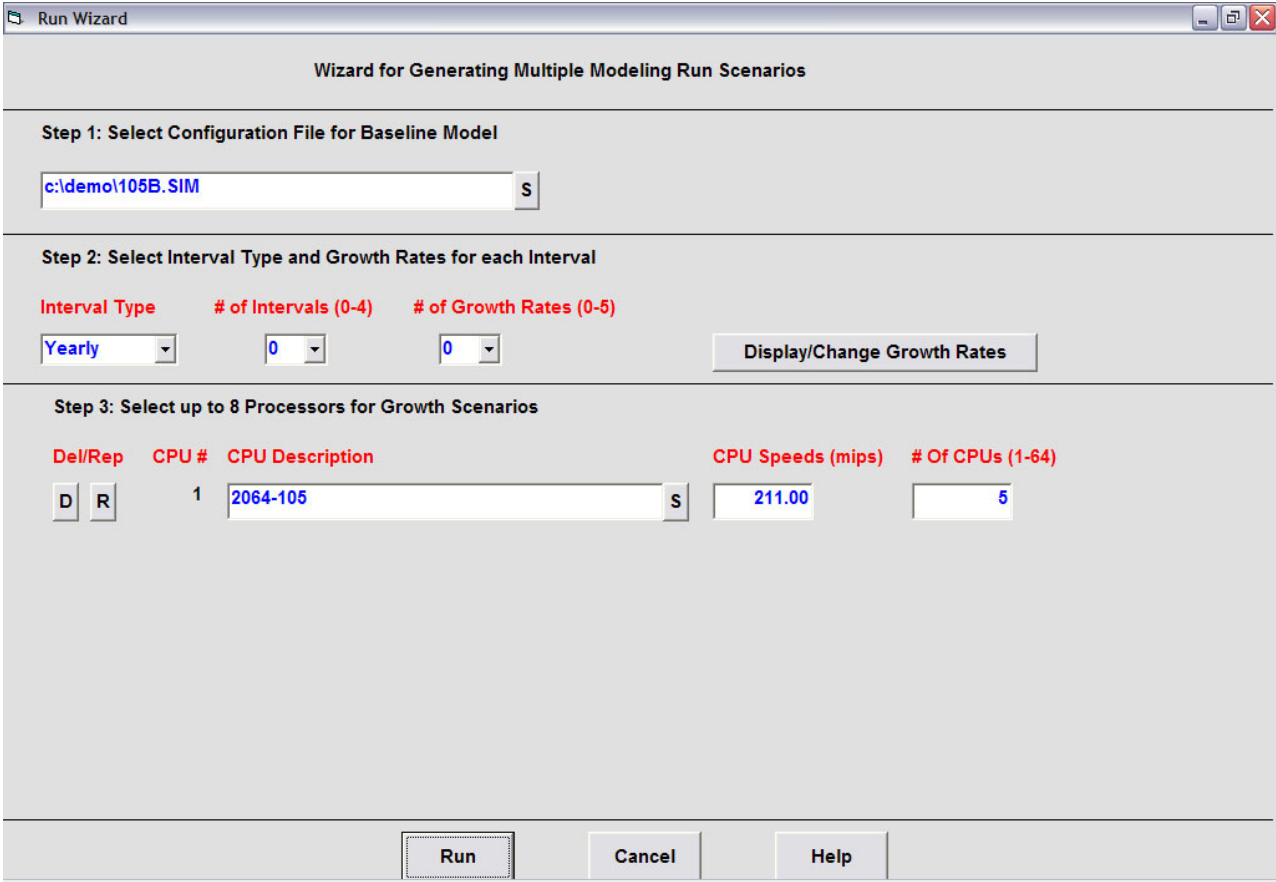 Run Wizard
Wizard for Generating Multiple Modeling Run Scenarios
Step 1: Select Configuration File for Baseline Model
c:\demo\105B.SIM S
Step 2: Select Interval Type and Growth Rates for each Interval
Interval Type # of Intervals (0-4) # of Growth Rates (0-5)
Yearly 0 0 Display/Change Growth Rates
Step 3: Select up to 8 Processors for Growth Scenarios
Del/Rep CPU # CPU Description CPU Speeds (mips) # Of CPUs (1-64)
D R 1 2064-105 S 211.00 5
Run Cancel Help